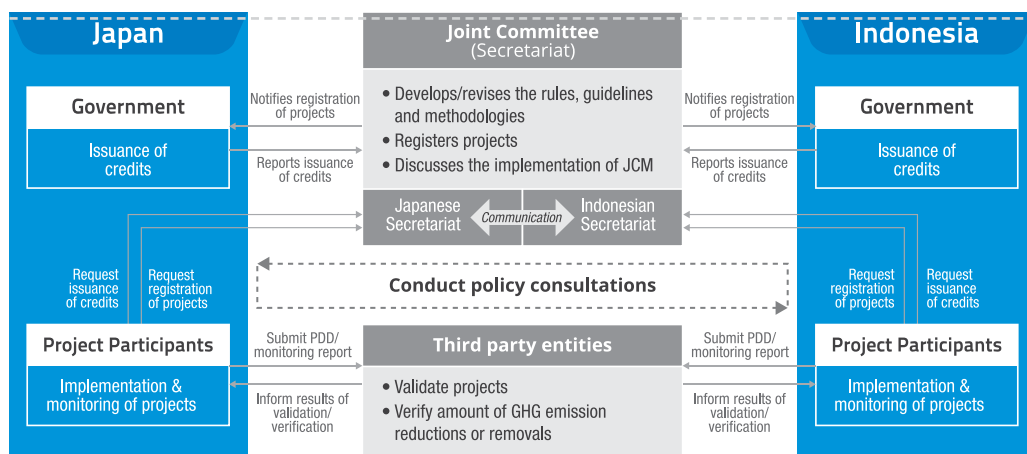 Japan
Joint Committee
(Secretariat)
Indonesia
Government
Issuance of
credits
Notifies registration
of projects
Reports issuance
of credits
• Develops/revises the rules, guidelines
and methodologies
• Registers projects
• Discusses the implementation of JCM
Notifies registration
of projects
Reports issuance
of credits
Government
Issuance of
credits
Japanese
Secretariat
Communication
Indonesian
Secretariat
Request
issuance
of credits
Request
registration
of projects
Conduct policy consultations
Request
registration
of projects
Request
issuance
of credits
Project Participants
Implementation &
monitoring of projects
Submit PDD/
monitoring report
Inform results of
validation/
verification
Third party entities
• Validate projects
• Verify amount of GHG emission
reductions or removals
Submit PDD/
monitoring report
Inform results of
validation/
verification
Project Participants
Implementation &
monitoring of projects